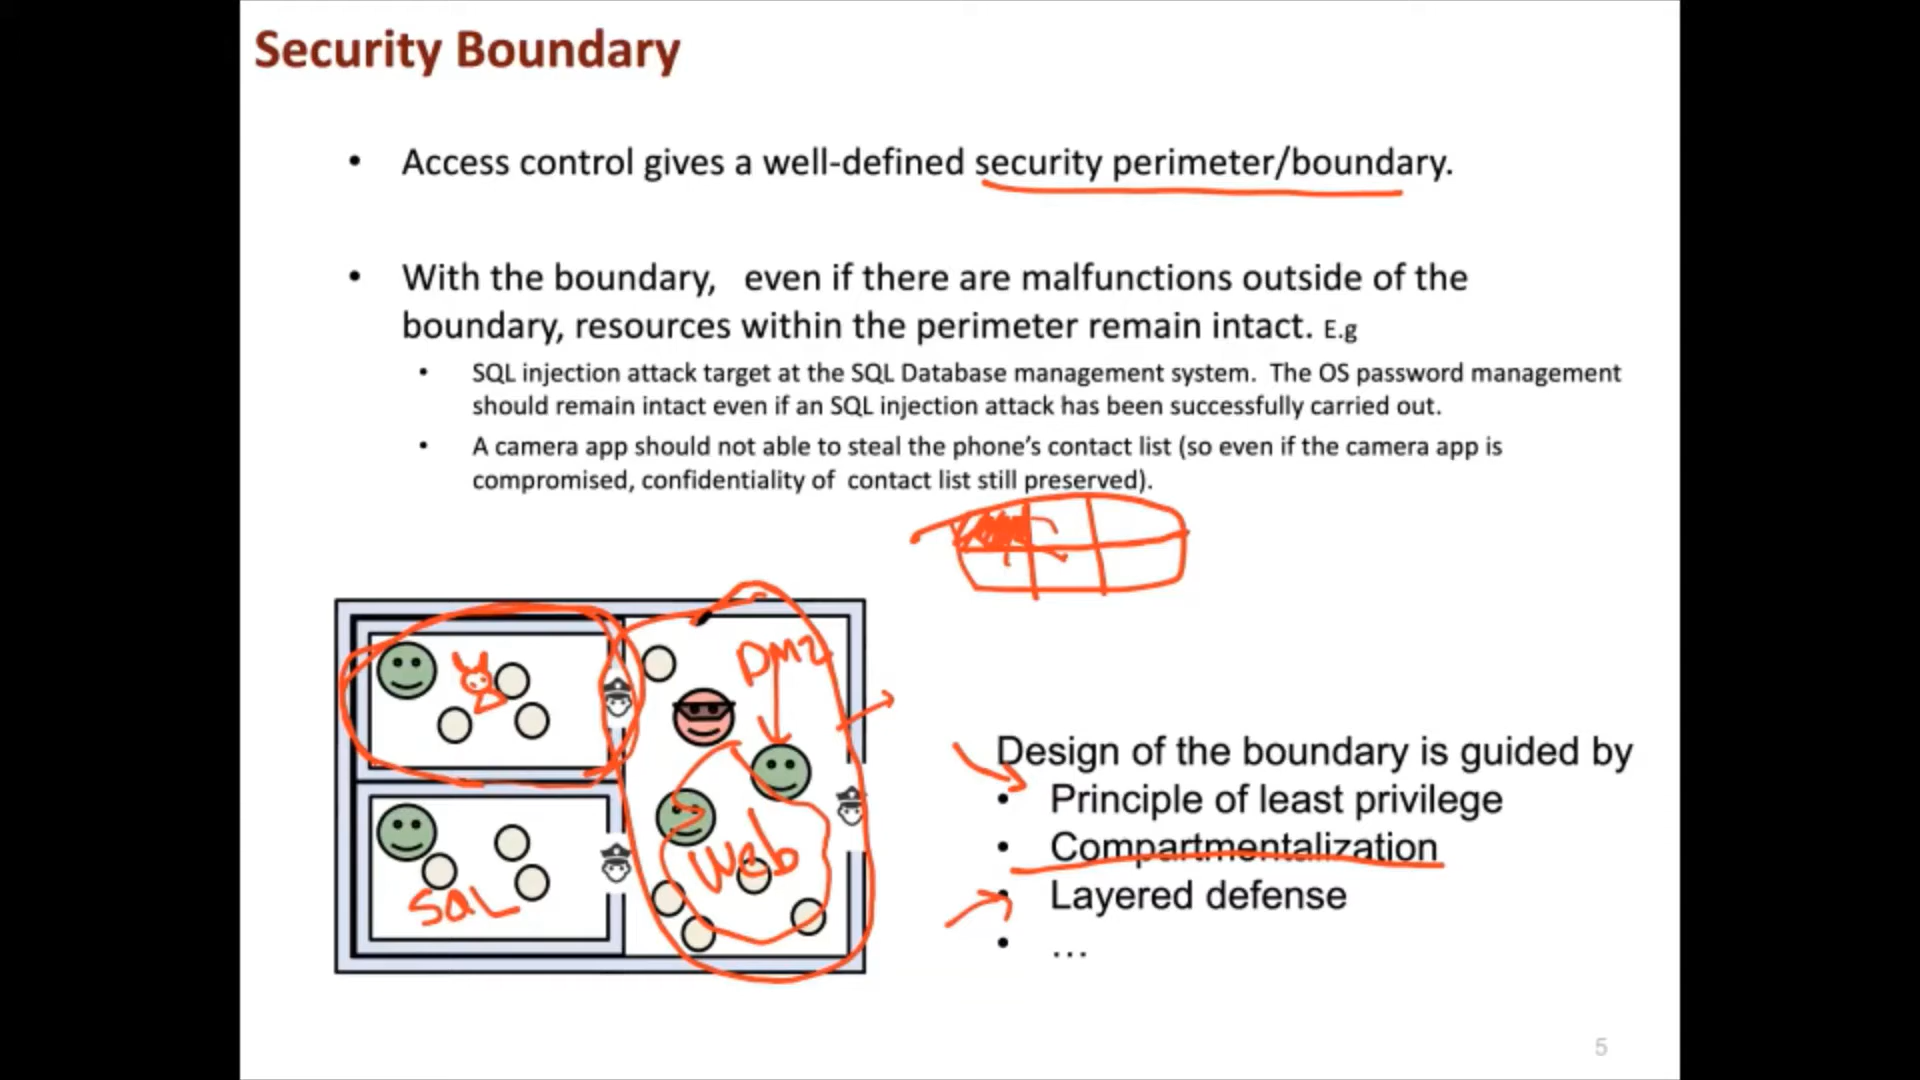 Security Boundary
• Access control gives a well-defined security perimeter/boundary.
• With the boundary, even if there are malfunctions outside of the
boundary, resources within the perimeter remain intact. E.g
• SQL injection attack target at the SQL Database management system. The OS password management
should remain intact even if an SQL injection attack has been successfully carried out.
• A camera app should not able to steal the phone's contact list (so even if the camera app is
compromised, confidentiality of contact list still preserved).
DMZ
Web
SQL
Design of the boundary is guided by
• Principle of least privilege
• Compartmentalization
• Layered defense
• ...
5